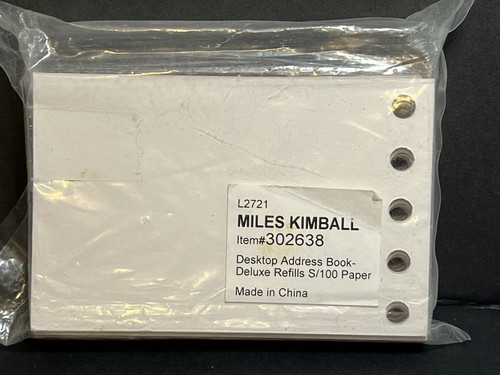 L2721
MILES KIMBALL
Item#302638
Desktop Address Book-
Deluxe Refills S/100 Paper
Made in China